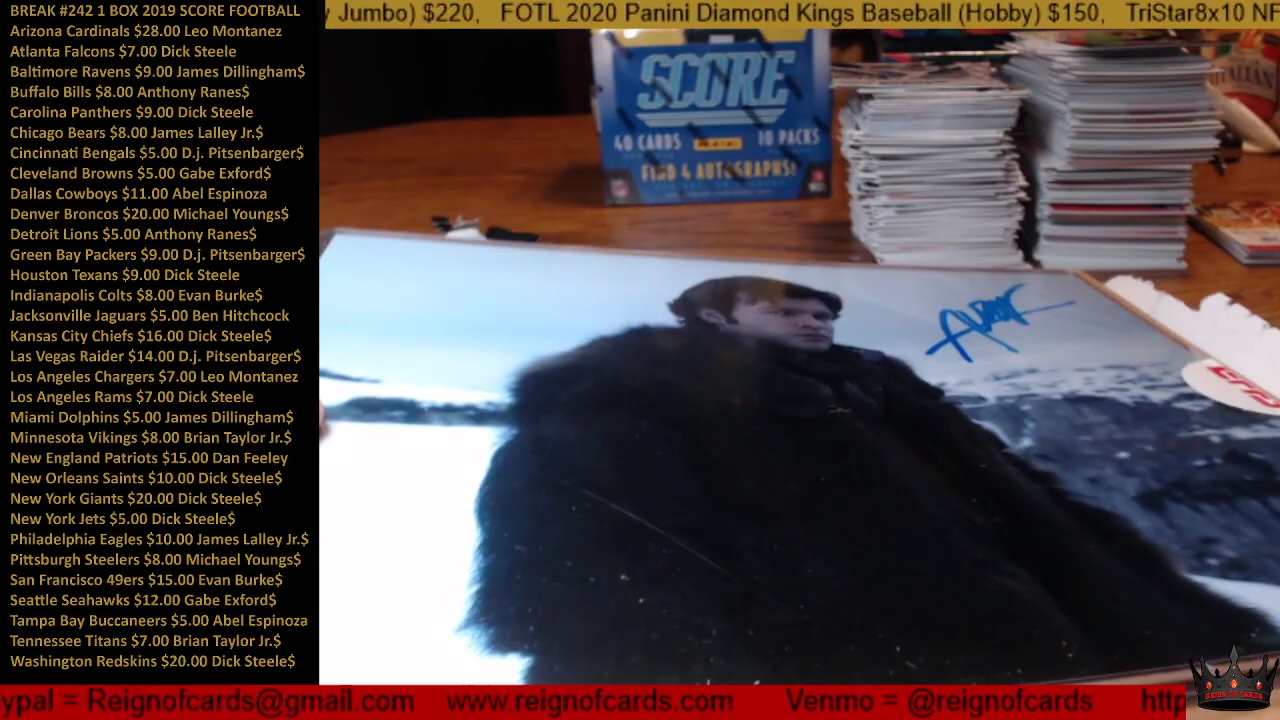 BREAK #242 1 BOX 2019 SCORE FOOTBALL
Arizona Cardinals $28.00 Leo Montanez
Atlanta Falcons $7.00 Dick Steele
Baltimore Ravens $9.00 James Dillingham$
Buffalo Bills $8.00 Anthony Ranes$
Carolina Panthers $9.00 Dick Steele
Chicago Bears $8.00 James Lalley Jr.$
Cincinnati Bengals $5.00 D.j. Pitsenbarger$
Cleveland Browns $5.00 Gabe Exford$
Dallas Cowboys $11.00 Abel Espinoza
Denver Broncos $20.00 Michael Youngs$
Detroit Lions $5.00 Anthony Ranes$
Green Bay Packers $9.00 D.j. Pitsenbarger$
Houston Texans $9.00 Dick Steele
Indianapolis Colts $8.00 Evan Burke$
Jacksonville Jaguars $5.00 Ben Hitchcock
Kansas City Chiefs $16.00 Dick Steele$
Las Vegas Raider $14.00 D.j. Pitsenbarger$
Los Angeles Chargers $7.00 Leo Montanez
Los Angeles Rams $7.00 Dick Steele
Miami Dolphins $5.00 James Dillingham$
Minnesota Vikings $8.00 Brian Taylor Jr.$
New England Patriots $15.00 Dan Feeley
New Orleans Saints $10.00 Dick Steele$
New York Giants $20.00 Dick Steele$
New York Jets $5.00 Dick Steele$
Philadelphia Eagles $10.00 James Lalley Jr.$
Pittsburgh Steelers $8.00 Michael Youngs$
San Francisco 49ers $15.00 Evan Burke$
Seattle Seahawks $12.00 Gabe Exford$
Tampa Bay Buccaneers $5.00 Abel Espinoza
Tennessee Titans $7.00 Brian Taylor Jr.$
Washington Redskins $20.00 Dick Steele$
y Jumbo) $220, FOTL 2020 Panini Diamond Kings Baseball (Hobby) $150, TriStar8x10 NF
SCORE
40 CARDS 10 PACKS
FIND 4 AUTOGRAPHS!
ITALIAN
ypal = Reignofcards@gmail.com www.reignofcards.com Venmo = @reignofcards http
REIGN OF CARDS